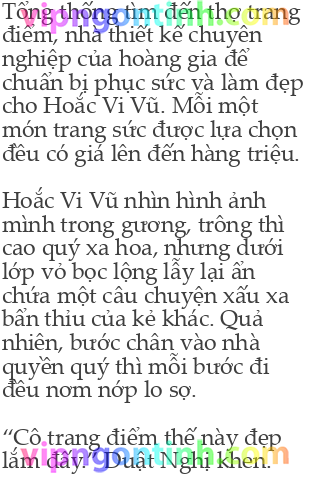 Tổng thống tìm đến thợ trang
điểm, nhà thiết kế chuyên
nghiệp của hoàng gia để
chuẩn bị phục sức và làm đẹp
cho Hoắc Vi Vũ. Mỗi một
món trang sức được lựa chọn
đều có giá lên đến hàng triệu.
Hoắc Vi Vũ nhìn hình ảnh
mình trong gương, trông thì
cao quý xa hoa, nhưng dưới
lớp vỏ bọc lộng lẫy lại ẩn
chứa một câu chuyện xấu xa
bẩn thỉu của kẻ khác. Quả
nhiên, bước chân vào nhà
quyền quý thì mỗi bước đi
đều nơm nớp lo sợ.
“Cô trang điểm thế này đẹp
lắm đấy.” Duật Nghị khen.
vipngontinh.com
vipngontinh.com